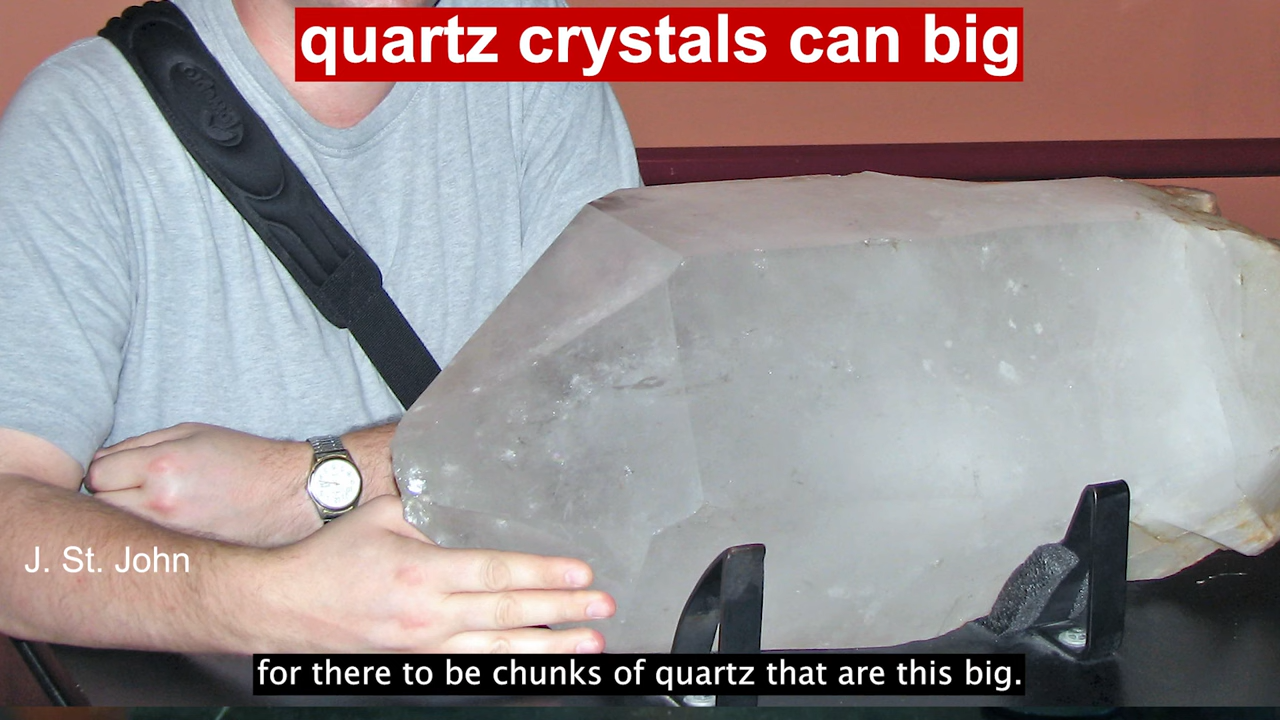 quartz crystals can big
J. St. John
for there to be chunks of quartz that are this big.